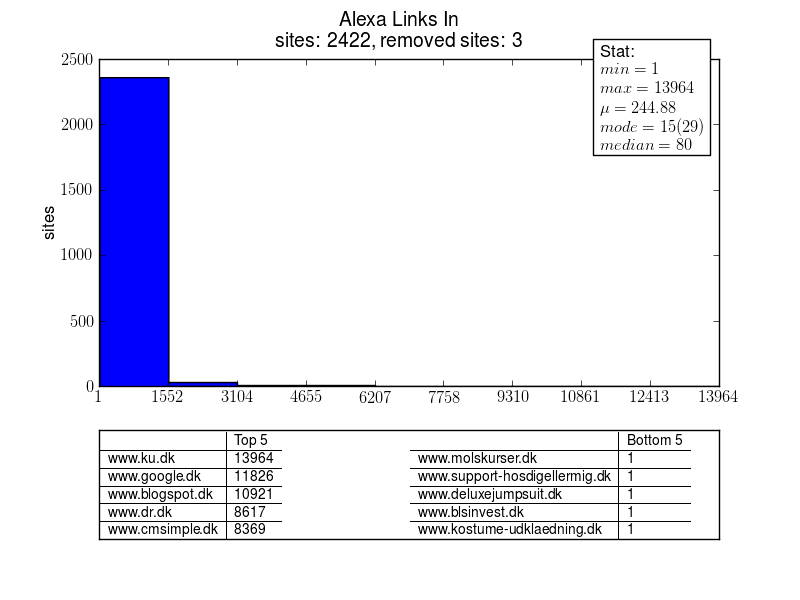 Alexa Links In
sites: 2422, removed sites: 3
Stat:
min = 1
max = 13964
μ = 244.88
mode = 15(29)
median = 80
2500
2000
1500
1000
500
0
sites
1 1552 3104 4655 6207 7758 9310 10861 12413 13964
Top 5 Bottom 5
www.ku.dk 13964 www.molskurser.dk 1
www.google.dk 11826 www.support-hosdigellermig.dk 1
www.blogspot.dk 10921 www.deluxejumpsuit.dk 1
www.dr.dk 8617 www.blsinvest.dk 1
www.cmsimple.dk 8369 www.kostume-udklaedning.dk 1